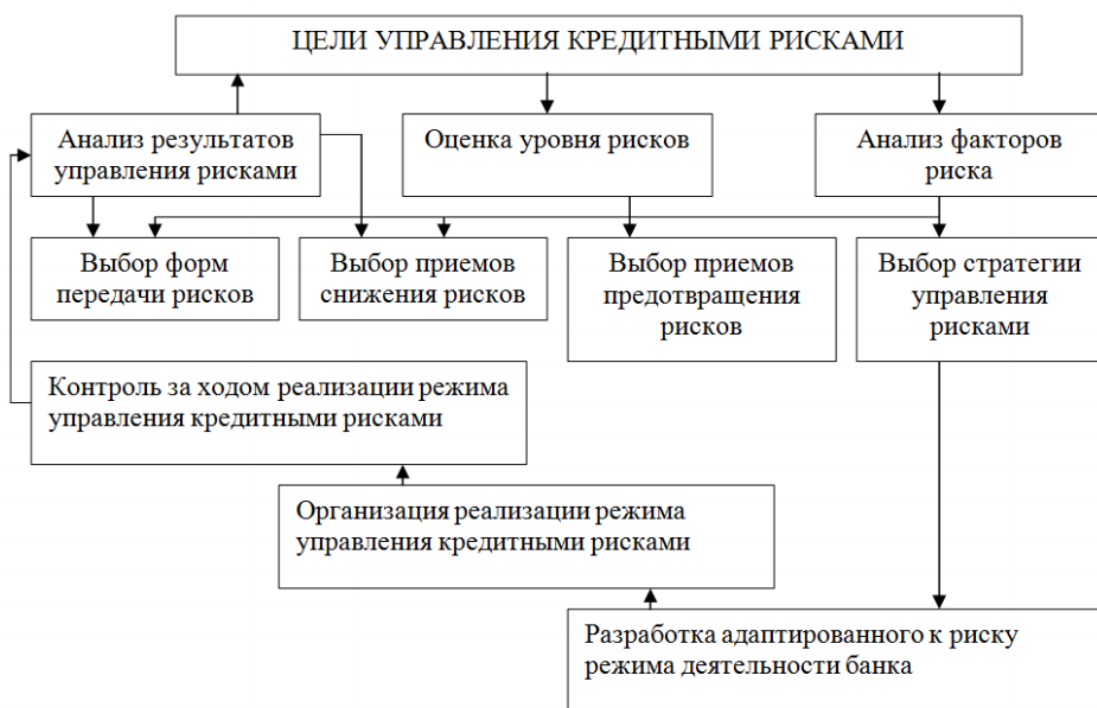 ЦЕЛИ УПРАВЛЕНИЯ КРЕДИТНЫМИ РИСКАМИ
Анализ результатов
управления рисками
Оценка уровня рисков
Анализ факторов
риска
Выбор форм
передачи рисков
Выбор приемов
снижения рисков
Выбор приемов
предотвращения
рисков
Выбор стратегии
управления
рисками
Контроль за ходом реализации режима
управления кредитными рисками
Организация реализации режима
управления кредитными рисками
Разработка адаптированного к риску
режима деятельности банка